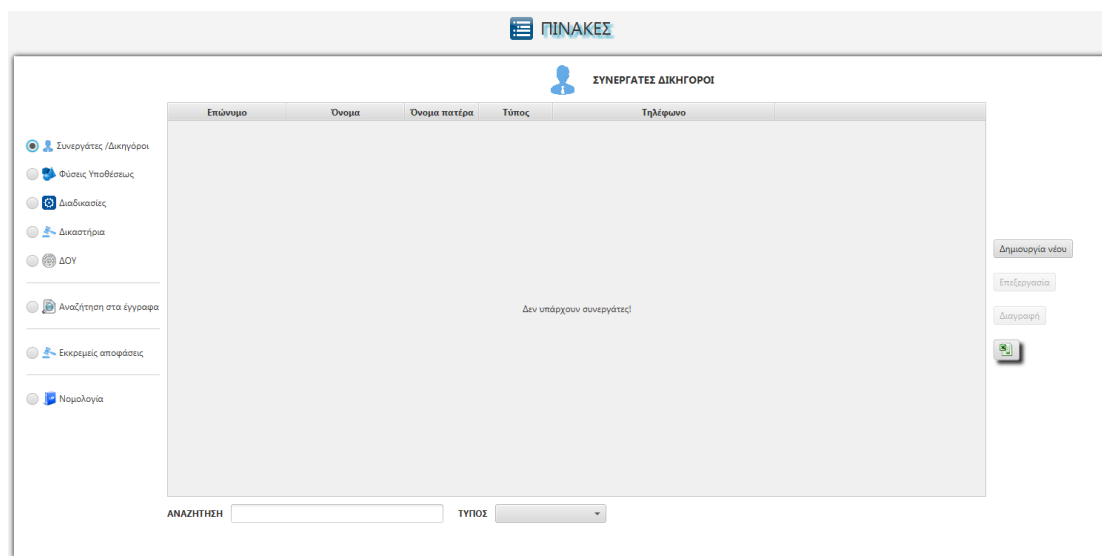 ΠΙΝΑΚΕΣ
ΣΥΝΕΡΓΑΤΕΣ ΔΙΚΗΓΟΡΟΙ
Επώνυμο Όνομα Όνομα πατέρα Τύπος Τηλέφωνο
Συνεργάτες /Δικηγόροι
Φύσεις Υποθέσεως
Διαδικασίες
Δικαστήρια
ΔΟΥ
Αναζήτηση στα έγγραφα
Εκκρεμείς αποφάσεις
Νομολογία
Δεν υπάρχουν συνεργάτες!
Δημιουργία νέου
Επεξεργασία
Διαγραφή
ΑΝΑΖΗΤΗΣΗ ΤΥΠΟΣ